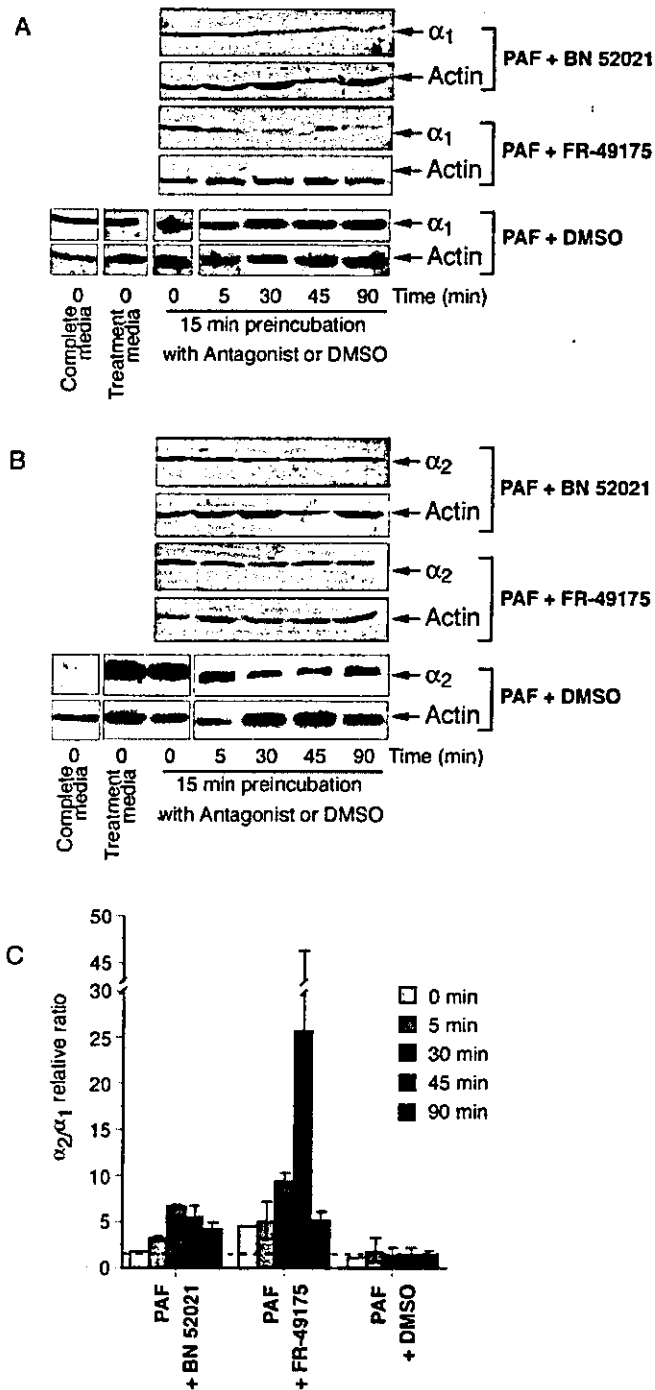 A
α1
Actin
PAF + BN 52021
α1
Actin
PAF + FR-49175
α1
Actin
PAF + DMSO
0 0 0 5 30 45 90 Time (min)
Complete media
Treatment media
15 min preincubation
with Antagonist or DMSO
B
α2
Actin
PAF + BN 52021
α2
Actin
PAF + FR-49175
α2
Actin
PAF + DMSO
0 0 0 5 30 45 90 Time (min)
Complete media
Treatment media
15 min preincubation
with Antagonist or DMSO
C
α2/α1 relative ratio
50
45
30
25
20
15
10
5
0
0 min
5 min
30 min
45 min
90 min
PAF
+ BN 52021
PAF
+ FR-49175
PAF
+ DMSO